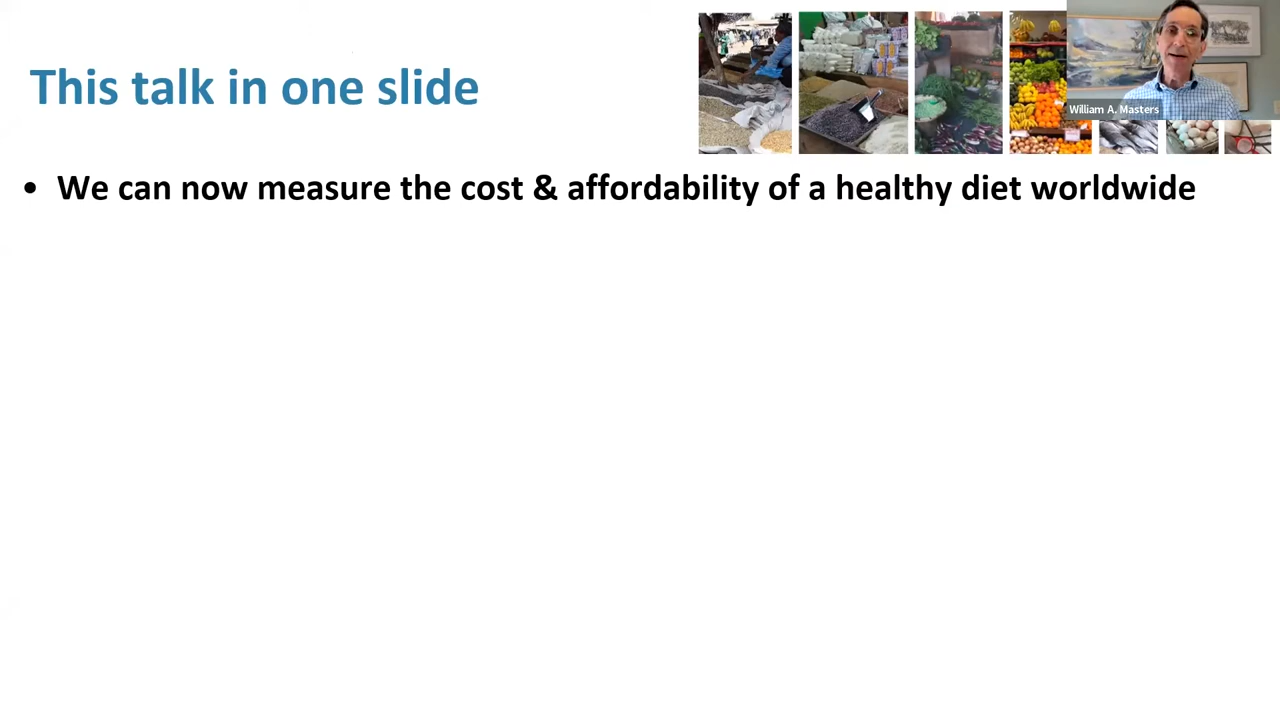 This talk in one slide
William A. Masters
• We can now measure the cost & affordability of a healthy diet worldwide